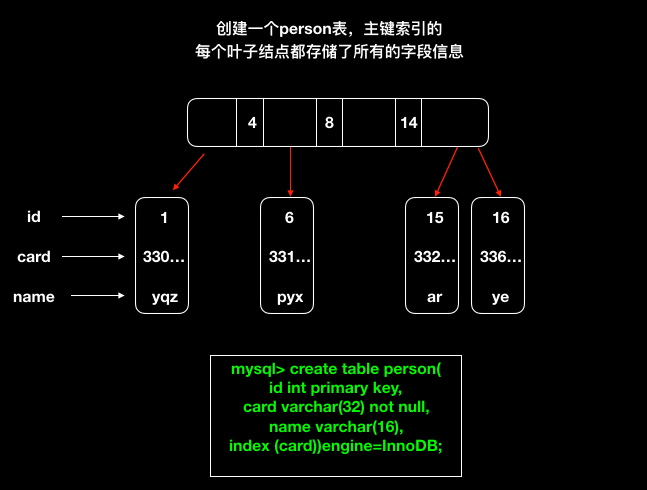 创建一个person表，主键索引的
每个叶子结点都存储了所有的字段信息
4 8 14
id 1 6 15 16
card 330… 331… 332… 336…
name yqz pyx ar ye
mysql> create table person(
id int primary key,
card varchar(32) not null,
name varchar(16),
index (card))engine=InnoDB;